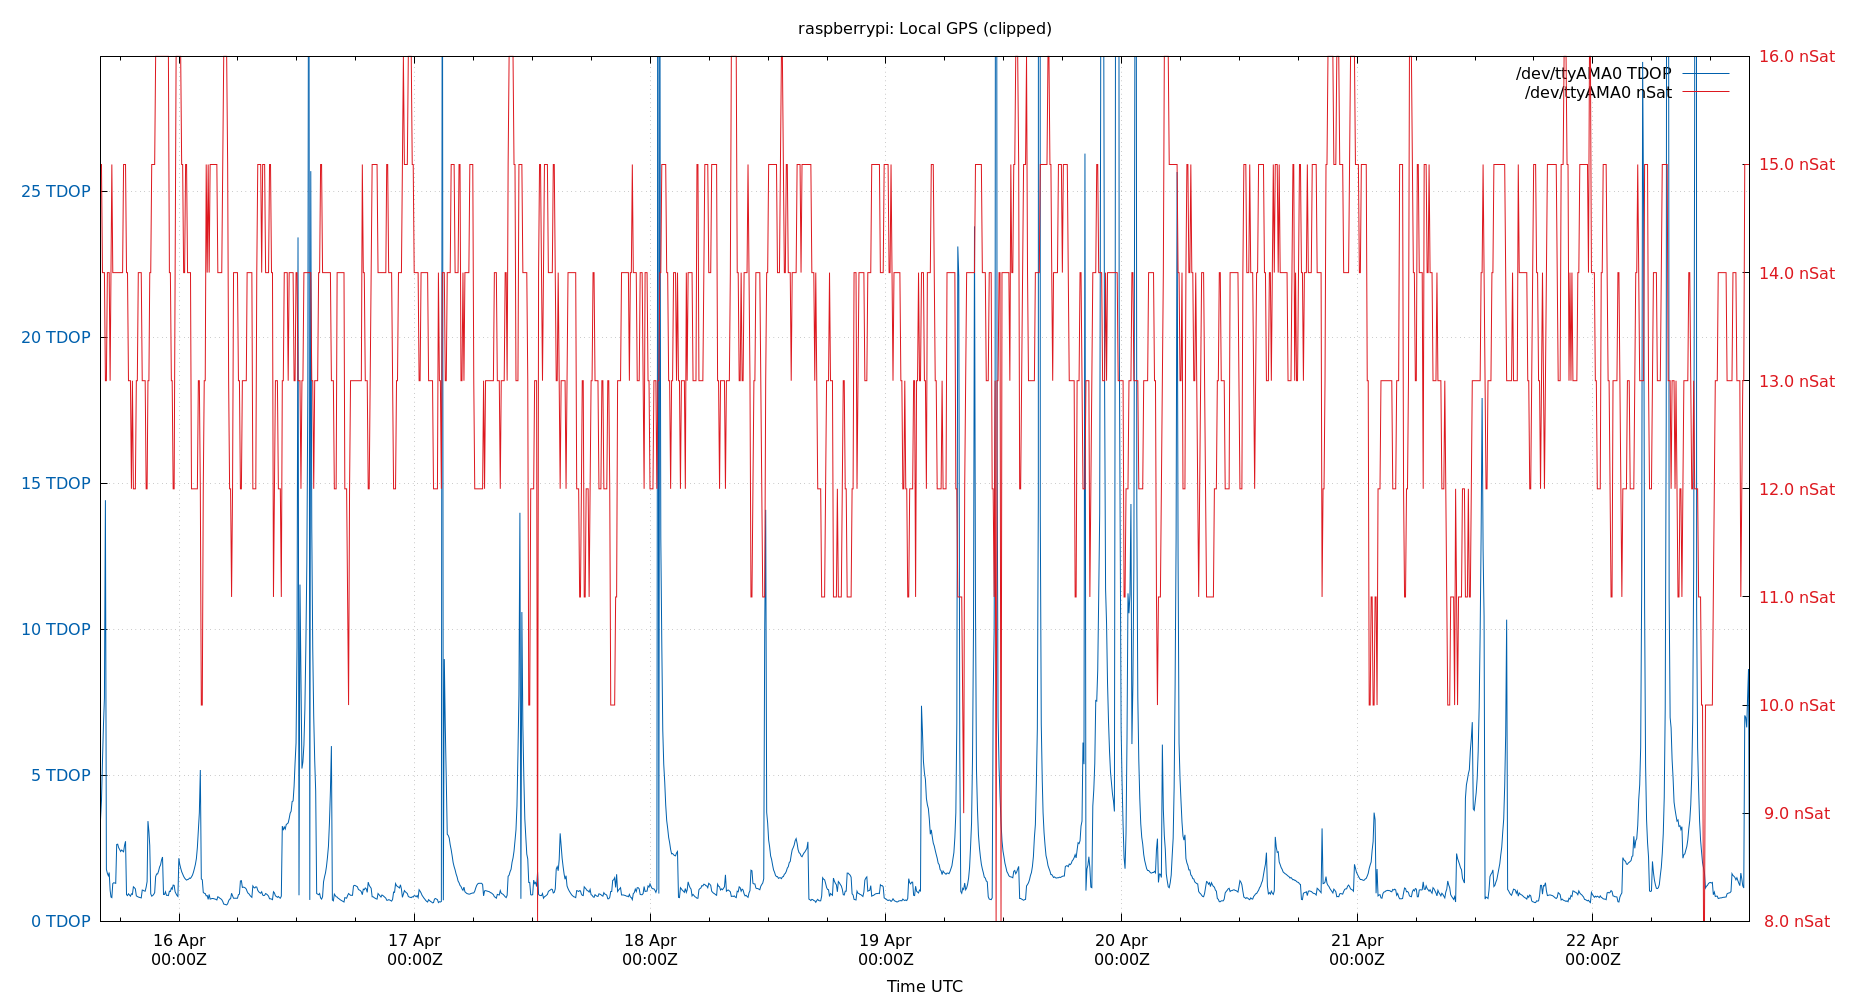 raspberrypi: Local GPS (clipped)
16.0 nSat
/dev/ttyAMA0 TDOP
/dev/ttyAMA0 nSat
15.0 nSat
25 TDOP
14.0 nSat
20 TDOP
13.0 nSat
15 TDOP
12.0 nSat
11.0 nSat
10 TDOP
10.0 nSat
5 TDOP
9.0 nSat
0 TDOP
8.0 nSat
16 Apr
00:00Z
17 Apr
00:00Z
18 Apr
00:00Z
19 Apr
00:00Z
20 Apr
00:00Z
21 Apr
00:00Z
22 Apr
00:00Z
Time UTC